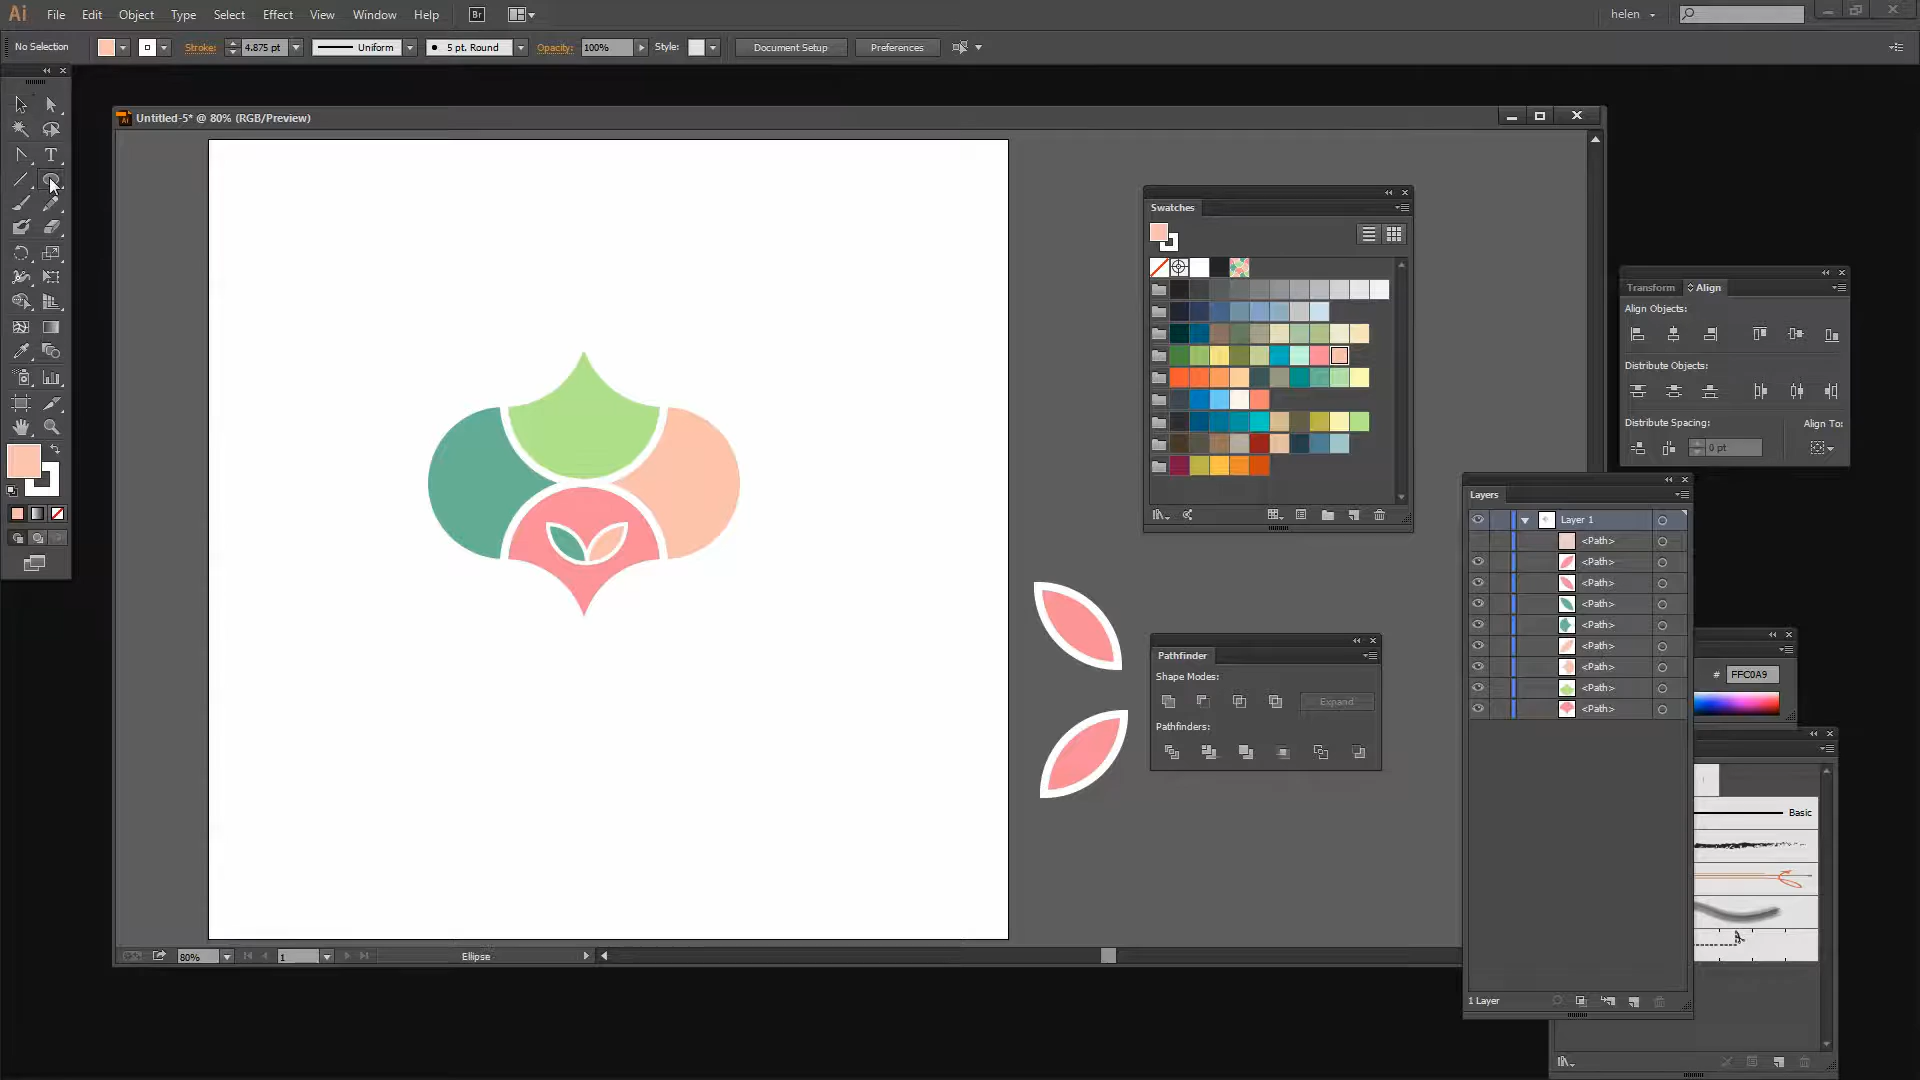 Ai File Edit Object Type Select Effect View Window Help Br helen
No Selection Stroke: 4.875 pt Uniform 5 pt. Round Opacity: 100% Style: Document Setup Preferences
Untitled-5* @ 80% (RGB/Preview)
Swatches
Transform Align
Align Objects:
Distribute Objects:
Distribute Spacing: Align To:
0 pt
Layers
Layer 1
<Path>
<Path>
<Path>
<Path>
<Path>
<Path>
<Path>
<Path>
<Path>
1 Layer
Pathfinder
Shape Modes:
Expand
Pathfinders:
# FFC0A9
Basic
80% 1 Ellipse